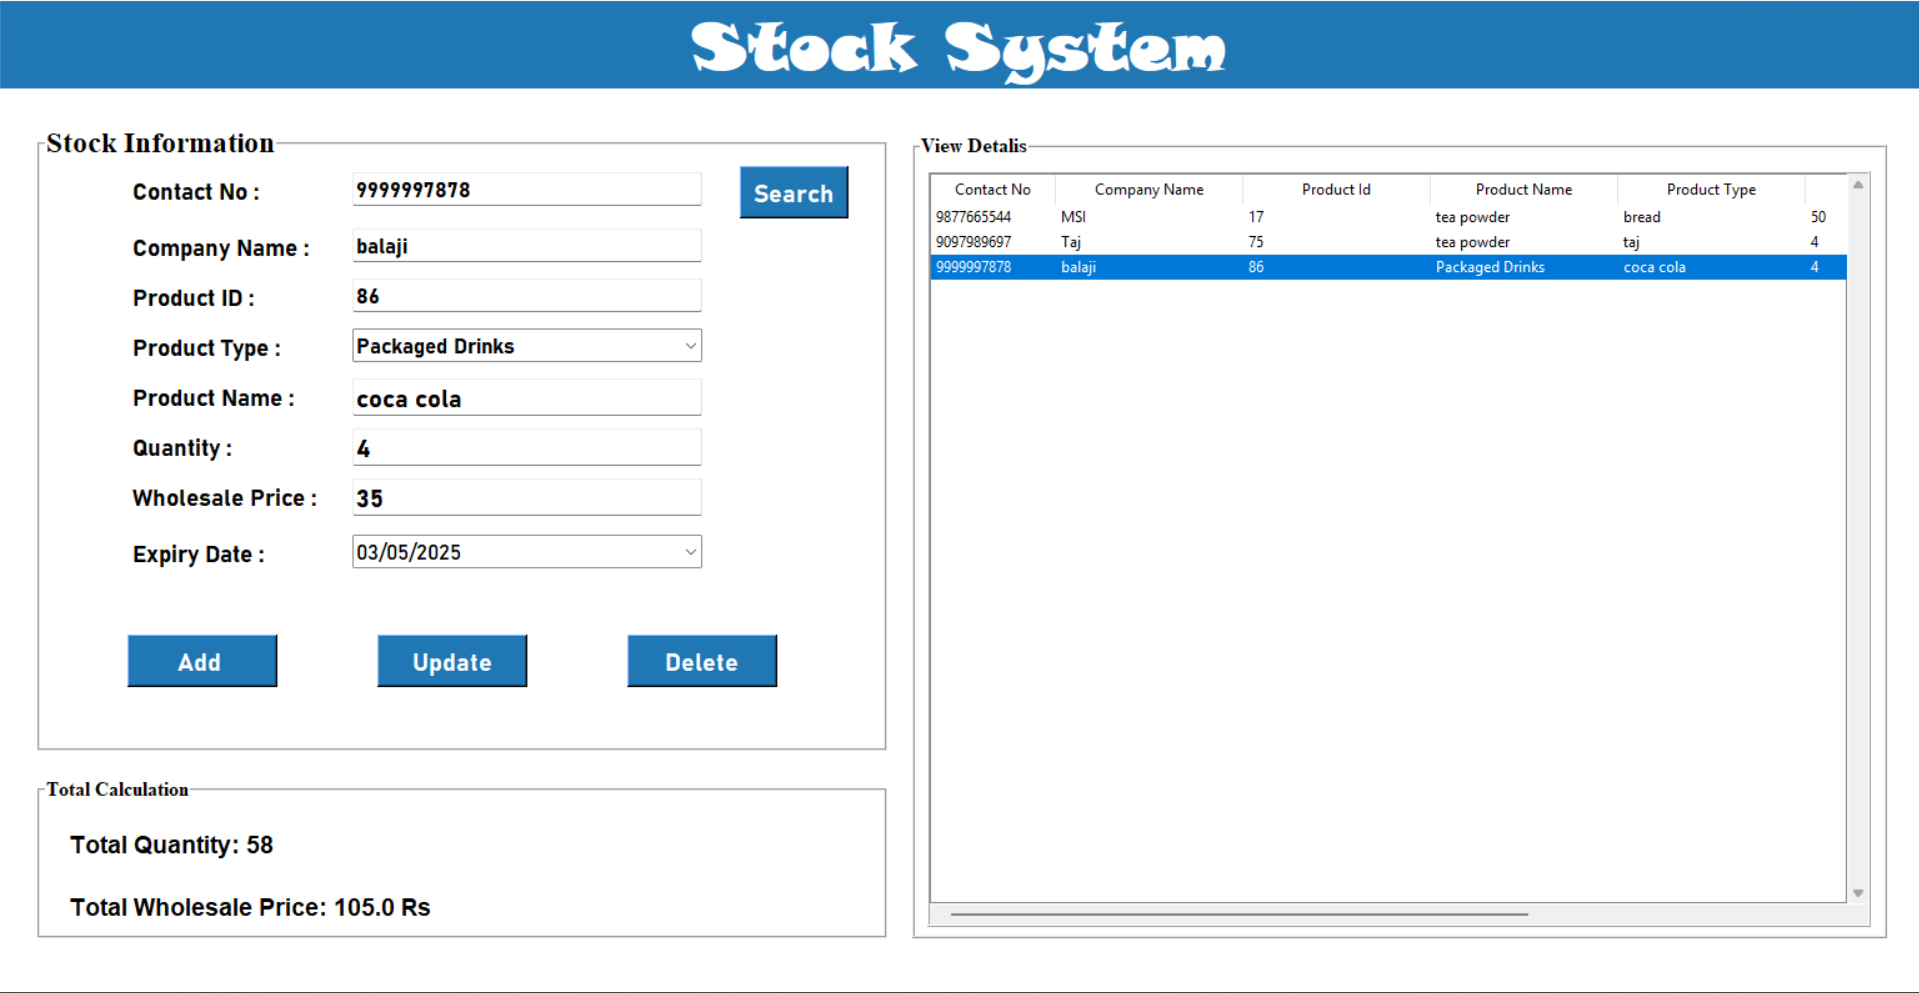 Stock System
Stock Information
Contact No : 9999997878 Search
Company Name : balaji
Product ID : 86
Product Type : Packaged Drinks
Product Name : coca cola
Quantity : 4
Wholesale Price : 35
Expiry Date : 03/05/2025
Add Update Delete
Total Calculation
Total Quantity: 58
Total Wholesale Price: 105.0 Rs
View Detalis
Contact No Company Name Product Id Product Name Product Type
9877665544 MSI 17 tea powder bread 50
9097989697 Taj 75 tea powder taj 4
9999997878 balaji 86 Packaged Drinks coca cola 4